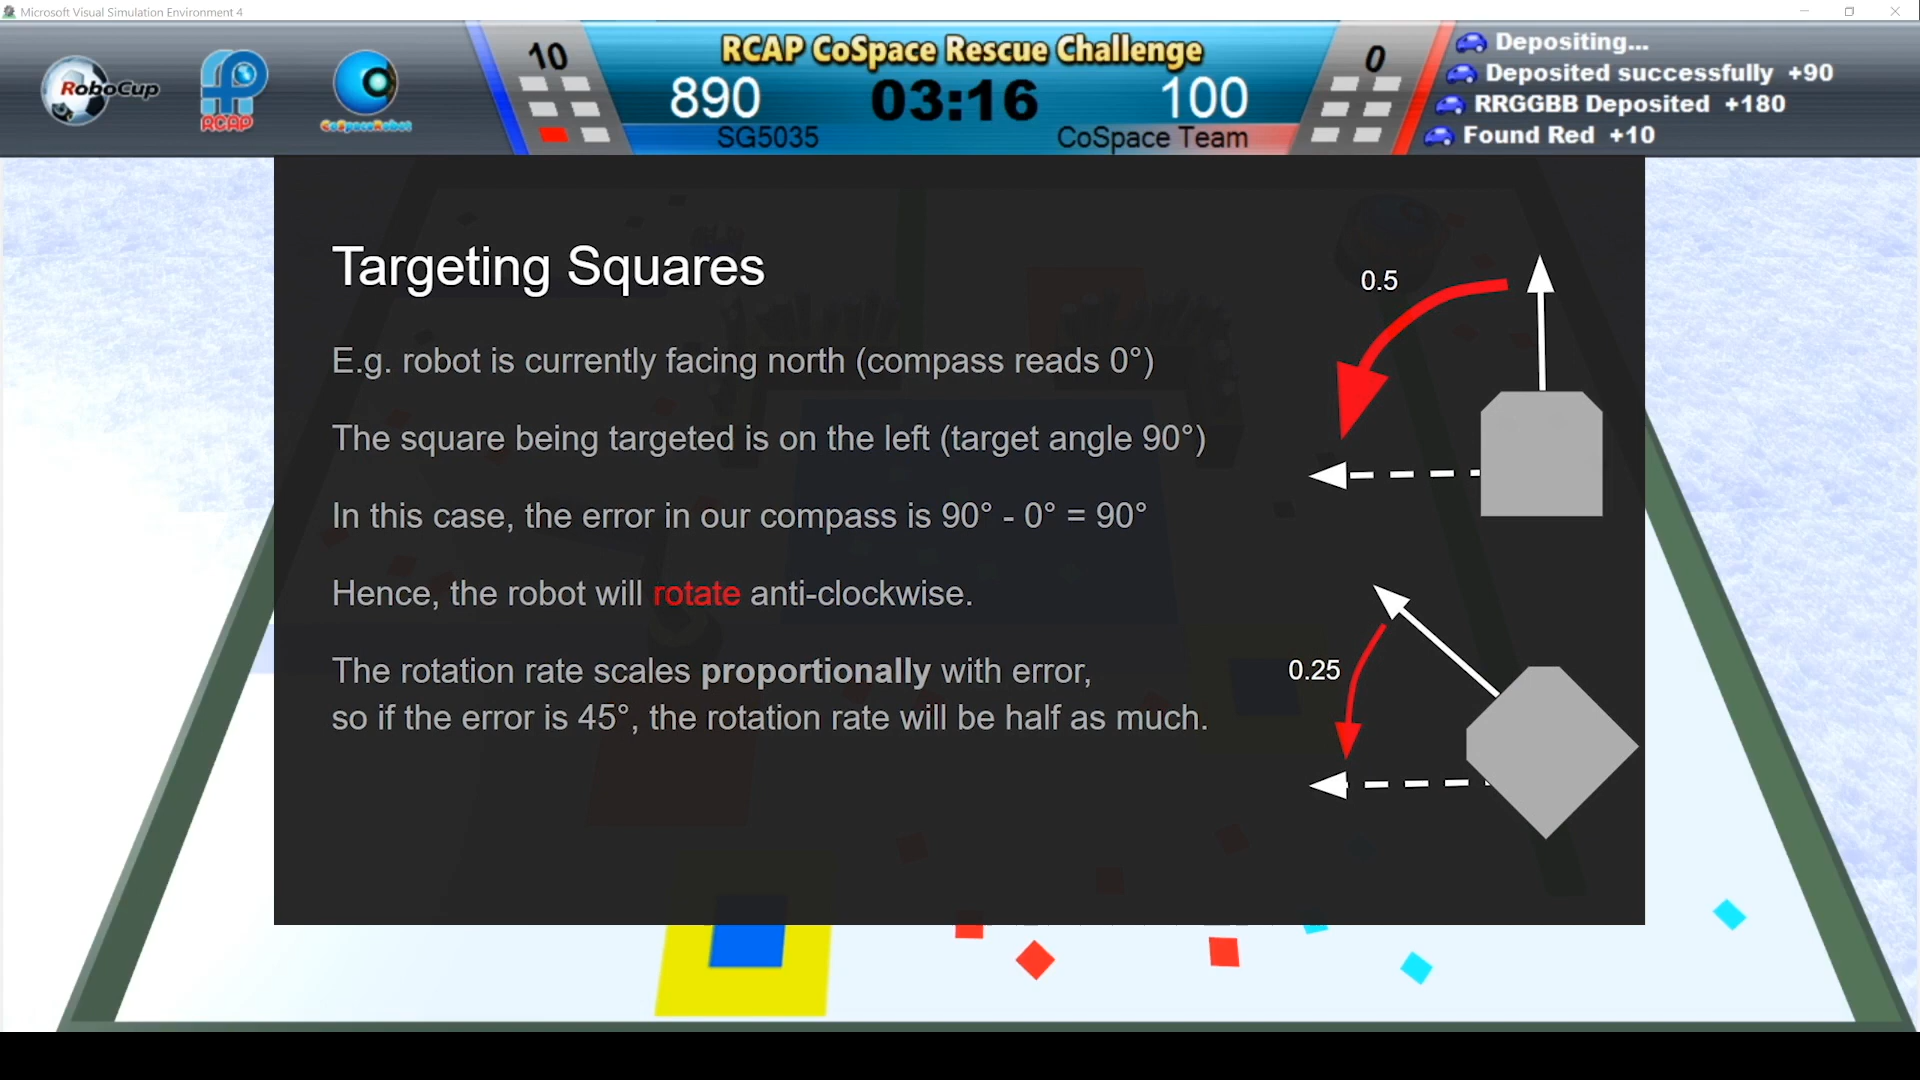 Microsoft Visual Simulation Environment 4
RoboCup
RCAP
CoSpaceRobot
10
RCAP CoSpace Rescue Challenge
0
890
03:16
100
SG5035
CoSpace Team
Depositing...
Deposited successfully +90
RRGGBB Deposited +180
Found Red +10
Targeting Squares
E.g. robot is currently facing north (compass reads 0°)
The square being targeted is on the left (target angle 90°)
In this case, the error in our compass is 90° - 0° = 90°
Hence, the robot will rotate anti-clockwise.
The rotation rate scales proportionally with error,
so if the error is 45°, the rotation rate will be half as much.
0.5
0.25